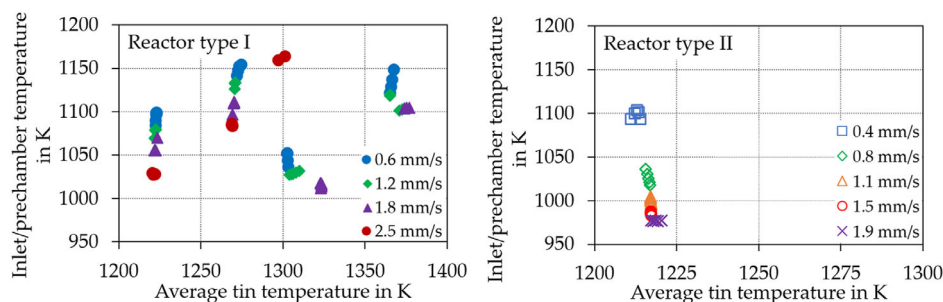 Inlet/prechamber temperature
in K
1200
1150
1100
1050
1000
950
Reactor type I
0.6 mm/s
1.2 mm/s
1.8 mm/s
2.5 mm/s
1200
1250
1300
1350
1400
Average tin temperature in K
Inlet/prechamber temperature
in K
1200
1150
1100
1050
1000
950
Reactor type II
0.4 mm/s
0.8 mm/s
1.1 mm/s
1.5 mm/s
1.9 mm/s
1200
1225
1250
1275
1300
Average tin temperature in K